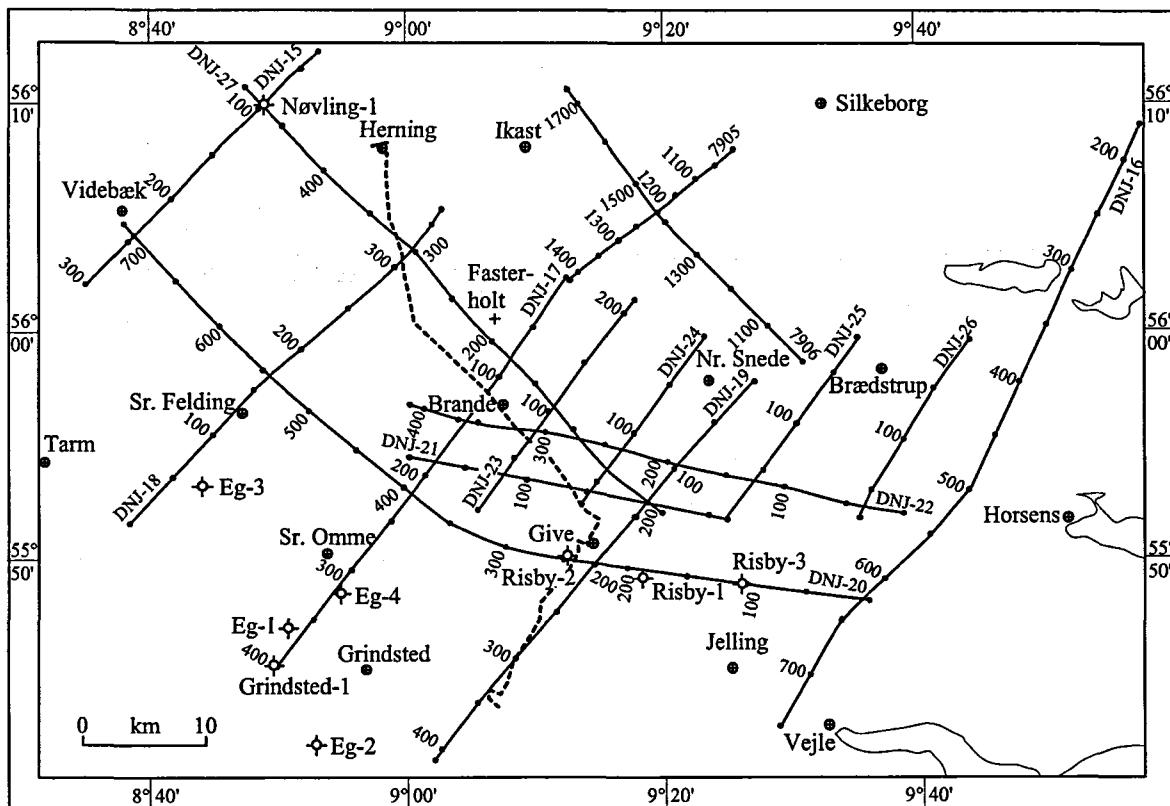 8°40'
9°00'
9°20'
9°40'
56°
10'
56°
10'
DNJ-27
DNJ-15
100
Nøvling-1
Herning
Ikast
1700
Silkeborg
7905
1100
1200
200
DNJ-16
Videbæk
200
400
1500
1300
300
700
300
300
1400
DNJ-17
Faster-
holt
1300
300
200
56°
00'
56°
00'
600
200
200
100
DNJ-24
1100
7906
DNJ-25
DNJ-26
Nr. Snede
Brædstrup
400
DNJ-19
Sr. Felding
100
500
Brande
400
100
300
100
100
100
Tarm
DNJ-21
200
DNJ-23
100
200
100
DNJ-22
100
500
DNJ-18
Eg-3
400
200
Horsens
Sr. Omme
Give
55°
50'
55°
50'
300
300
Risby-2
200
200
Risby-1
Risby-3
100
DNJ-20
600
Eg-4
Eg-1
400
Grindsted
Grindsted-1
300
Jelling
700
0 km 10
Eg-2
400
Vejle
8°40'
9°00'
9°20'
9°40'